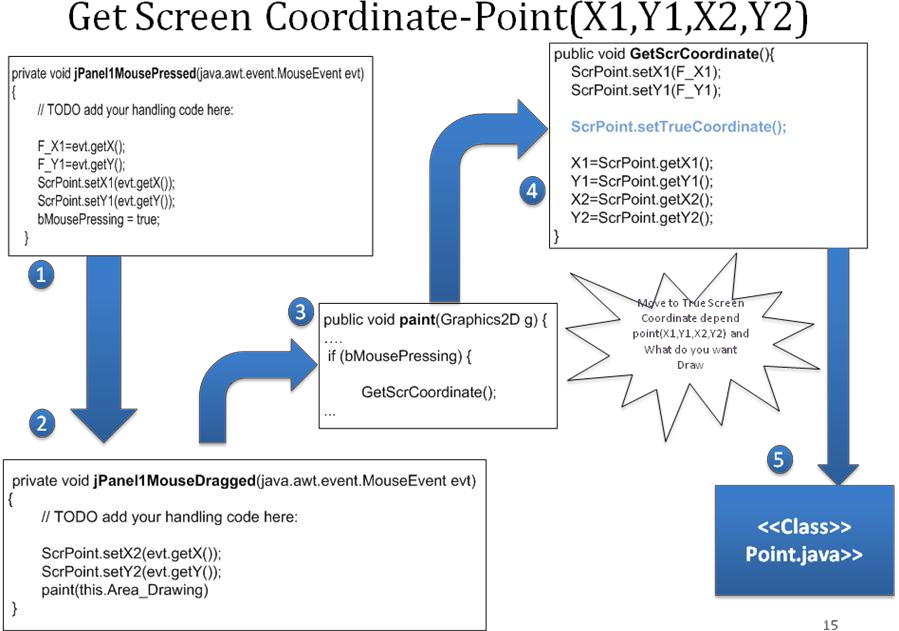 Get Screen Coordinate-Point(X1,Y1,X2,Y2)
private void jPanel1MousePressed(java.awt.event.MouseEvent evt)
{
// TODO add your handling code here:
F_X1=evt.getX();
F_Y1=evt.getY();
ScrPoint.setX1(evt.getX());
ScrPoint.setY1(evt.getY());
bMousePressing = true;
}
1
2
private void jPanel1MouseDragged(java.awt.event.MouseEvent evt)
{
// TODO add your handling code here:
ScrPoint.setX2(evt.getX());
ScrPoint.setY2(evt.getY());
paint(this.Area_Drawing)
}
3
public void paint(Graphics2D g) {
....
if (bMousePressing) {
GetScrCoordinate();
...
4
public void GetScrCoordinate(){
ScrPoint.setX1(F_X1);
ScrPoint.setY1(F_Y1);
ScrPoint.setTrueCoordinate();
X1=ScrPoint.getX1();
Y1=ScrPoint.getY1();
X2=ScrPoint.getX2();
Y2=ScrPoint.getY2();
}
Move to True Screen
Coordinate depend
point(X1,Y1,X2,Y2) and
What do you want
Draw
5
<<Class>>
Point.java>>
15